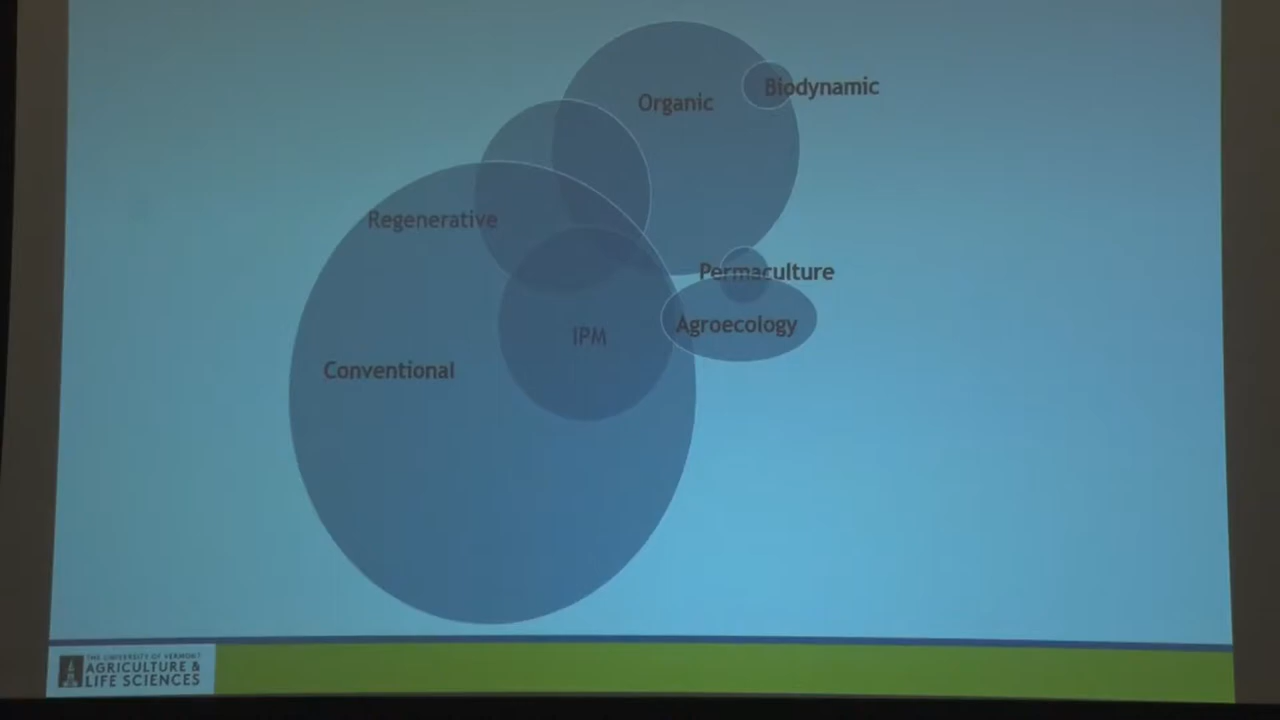 Biodynamic
Organic
Regenerative
Permaculture
Agroecology
IPM
Conventional
THE UNIVERSITY OF VERMONT
AGRICULTURE &
LIFE SCIENCES